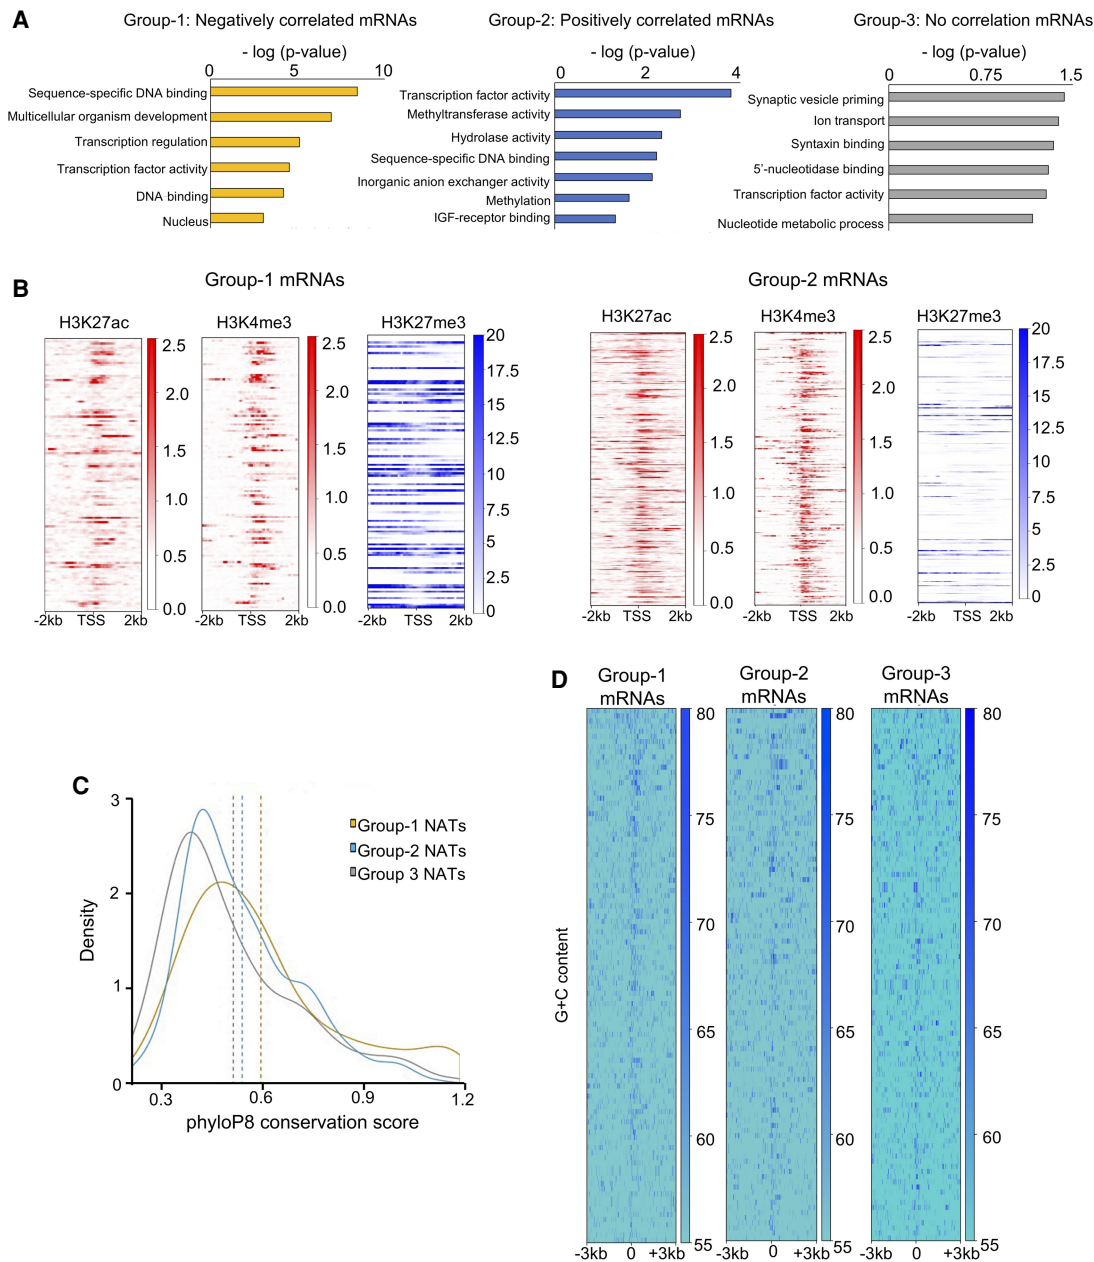 A
Group-1: Negatively correlated mRNAs
- log (p-value)
0 5 10
Sequence-specific DNA binding
Multicellular organism development
Transcription regulation
Transcription factor activity
DNA binding
Nucleus
Group-2: Positively correlated mRNAs
- log (p-value)
0 2 4
Transcription factor activity
Methyltransferase activity
Hydrolase activity
Sequence-specific DNA binding
Inorganic anion exchanger activity
Methylation
IGF-receptor binding
Group-3: No correlation mRNAs
- log (p-value)
0 0.75 1.5
Synaptic vesicle priming
Ion transport
Syntaxin binding
5'-nucleotidase binding
Transcription factor activity
Nucleotide metabolic process
B
Group-1 mRNAs
H3K27ac
2.5
2.0
1.5
1.0
0.5
0.0
-2kb TSS 2kb
H3K4me3
2.5
2.0
1.5
1.0
0.5
0.0
-2kb TSS 2kb
H3K27me3
20
17.5
15
12.5
10
7.5
5
2.5
0
-2kb TSS 2kb
Group-2 mRNAs
H3K27ac
2.5
2.0
1.5
1.0
0.5
0.0
-2kb TSS 2kb
H3K4me3
2.5
2.0
1.5
1.0
0.5
0.0
-2kb TSS 2kb
H3K27me3
20
17.5
15
12.5
10
7.5
5
2.5
0
-2kb TSS 2kb
C
Density
3
2
1
0
0.3 0.6 0.9 1.2
phyloP8 conservation score
Group-1 NATs
Group-2 NATs
Group 3 NATs
D
G+C content
Group-1
mRNAs
80
75
70
65
60
55
-3kb 0 +3kb
Group-2
mRNAs
80
75
70
65
60
55
-3kb 0 +3kb
Group-3
mRNAs
80
75
70
65
60
55
-3kb 0 +3kb